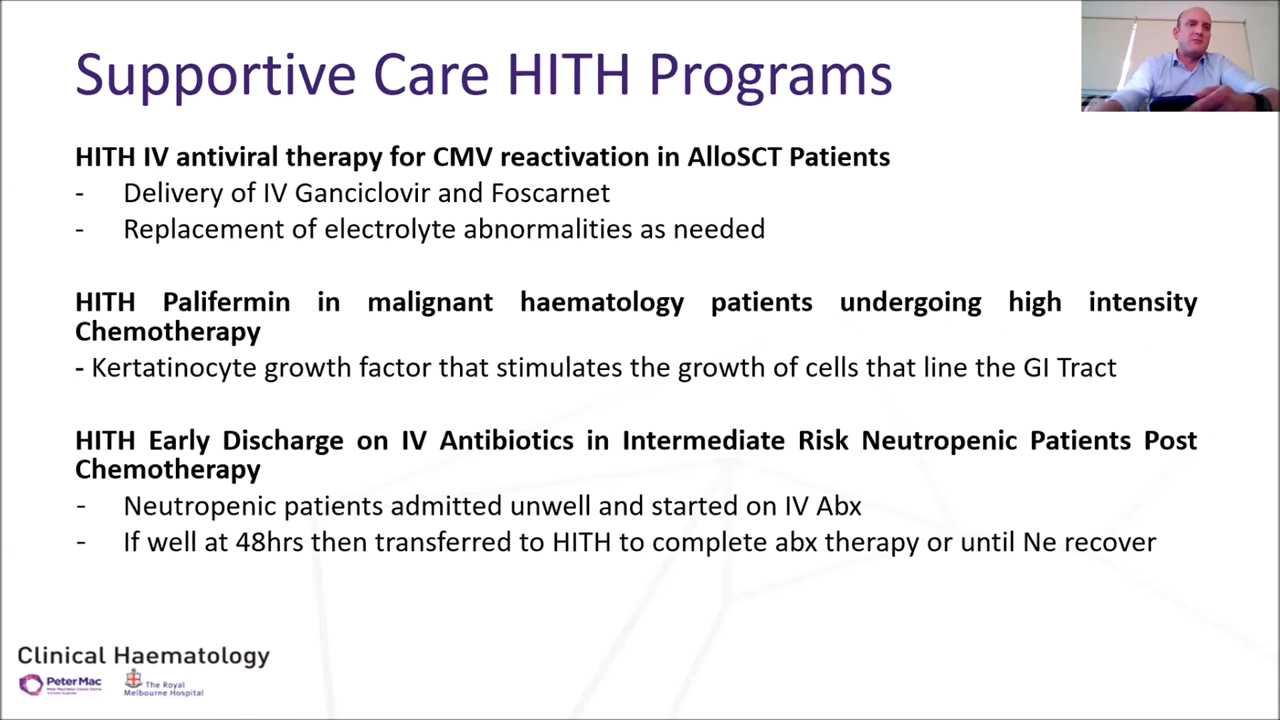 Supportive Care HITH Programs
HITH IV antiviral therapy for CMV reactivation in AlloSCT Patients
- Delivery of IV Ganciclovir and Foscarnet
- Replacement of electrolyte abnormalities as needed
HITH Palifermin in malignant haematology patients undergoing high intensity
Chemotherapy
- Kertatinocyte growth factor that stimulates the growth of cells that line the GI Tract
HITH Early Discharge on IV Antibiotics in Intermediate Risk Neutropenic Patients Post
Chemotherapy
- Neutropenic patients admitted unwell and started on IV Abx
- If well at 48hrs then transferred to HITH to complete abx therapy or until Ne recover
Clinical Haematology
Peter Mac
The Royal
Melbourne Hospital